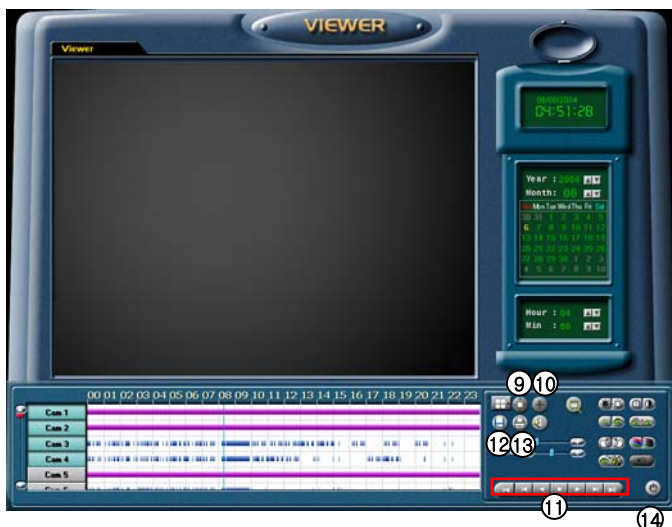 VIEWER
Viewer
08/06/2004
04:51:28
Year : 2004
Month: 06
Sun Mon Tue Wed Thu Fri Sat
30 31 1 2 3 4 5
6 7 8 9 10 11 12
13 14 15 16 17 18 19
20 21 22 23 24 25 26
27 28 29 30 1 2 3
4 5 6 7 8 9 10
Hour : 04
Min : 50
00 01 02 03 04 05 06 07 08 09 10 11 12 13 14 15 16 17 18 19 20 21 22 23
Cam 1
Cam 2
Cam 3
Cam 4
Cam 5
⑨ ⑩
⑫ ⑬
⑪
⑭